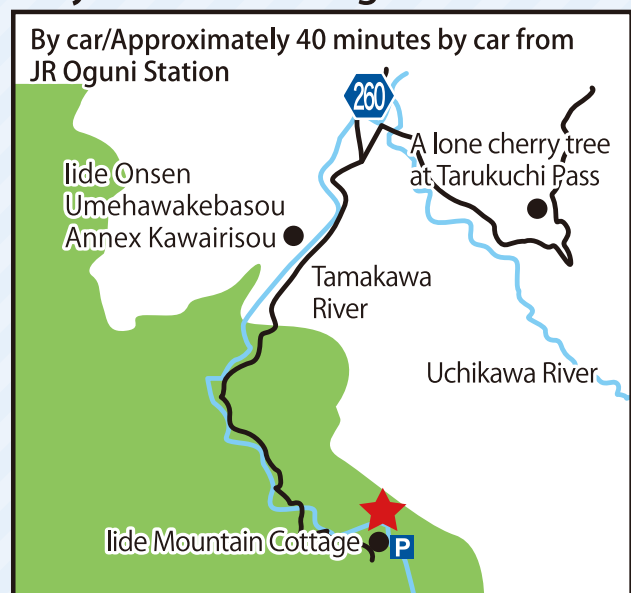 By car/Approximately 40 minutes by car from
JR Oguni Station
260
A lone cherry tree
at Tarukuchi Pass
Iide Onsen
Umehawakebasou
Annex Kawairisou
Tamakawa
River
Uchikawa River
Iide Mountain Cottage
P